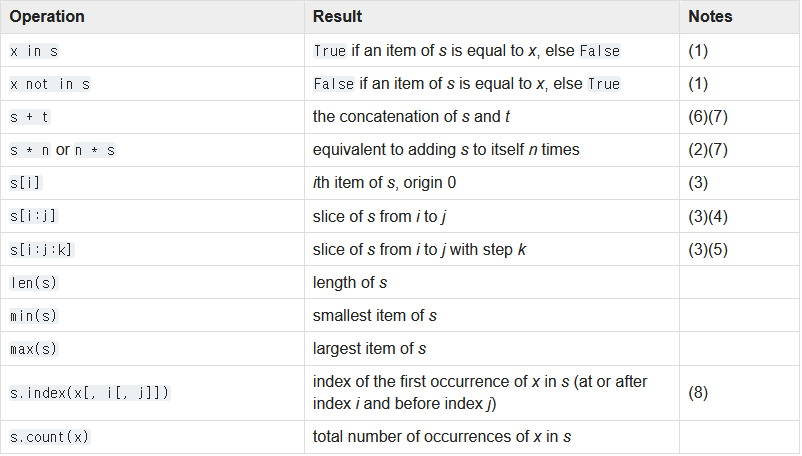 Operation Result Notes
x in s True if an item of s is equal to x, else False (1)
x not in s False if an item of s is equal to x, else True (1)
s + t the concatenation of s and t (6)(7)
s * n or n * s equivalent to adding s to itself n times (2)(7)
s[i] ith item of s, origin 0 (3)
s[i:j] slice of s from i to j (3)(4)
s[i:j:k] slice of s from i to j with step k (3)(5)
len(s) length of s
min(s) smallest item of s
max(s) largest item of s
s.index(x[, i[, j]]) index of the first occurrence of x in s (at or after
index i and before index j) (8)
s.count(x) total number of occurrences of x in s